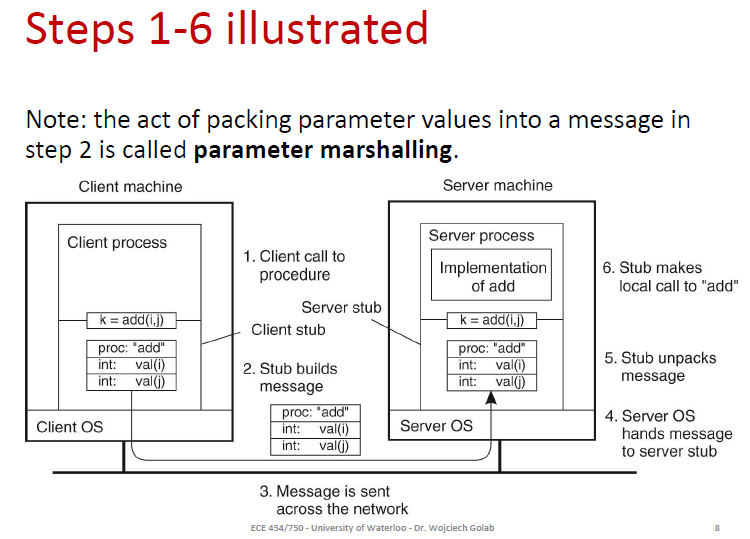 Steps 1-6 illustrated
Note: the act of packing parameter values into a message in
step 2 is called parameter marshalling.
Client machine
Server machine
Client process
k = add(i,j)
proc: "add"
int: val(i)
int: val(j)
Client OS
1. Client call to
procedure
Server stub
Client stub
2. Stub builds
message
proc: "add"
int: val(i)
int: val(j)
3. Message is sent
across the network
Server process
Implementation
of add
k = add(i,j)
proc: "add"
int: val(i)
int: val(j)
Server OS
6. Stub makes
local call to "add"
5. Stub unpacks
message
4. Server OS
hands message
to server stub
ECE 454/750 - University of Waterloo - Dr. Wojciech Golab
8